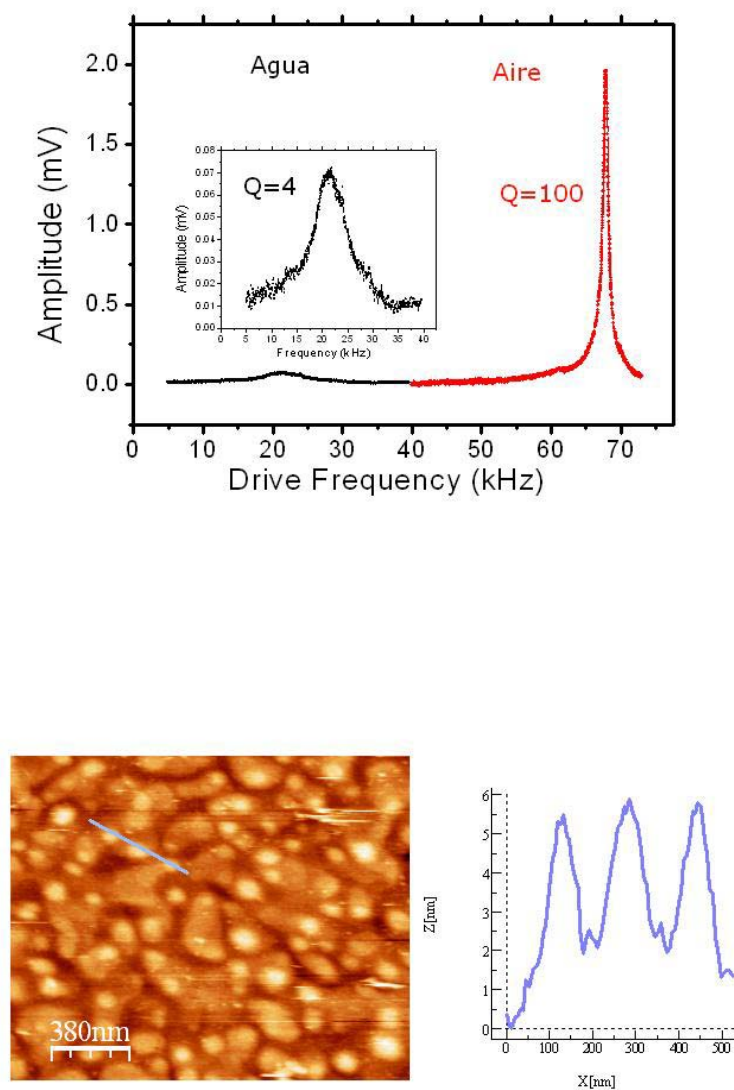 Agua Aire
Q=4
Q=100
2.0
1.5
1.0
0.5
0.0
Amplitude (mV)
0 10 20 30 40 50 60 70
Drive Frequency (kHz)
0.08
0.07
0.06
0.05
0.04
0.03
0.02
0.01
0.00
Amplitude (mV)
0 5 10 15 20 25 30 35 40
Frequency (kHz)
380nm
6
5
4
3
2
1
0
Z[nm]
0 100 200 300 400 500
X[nm]